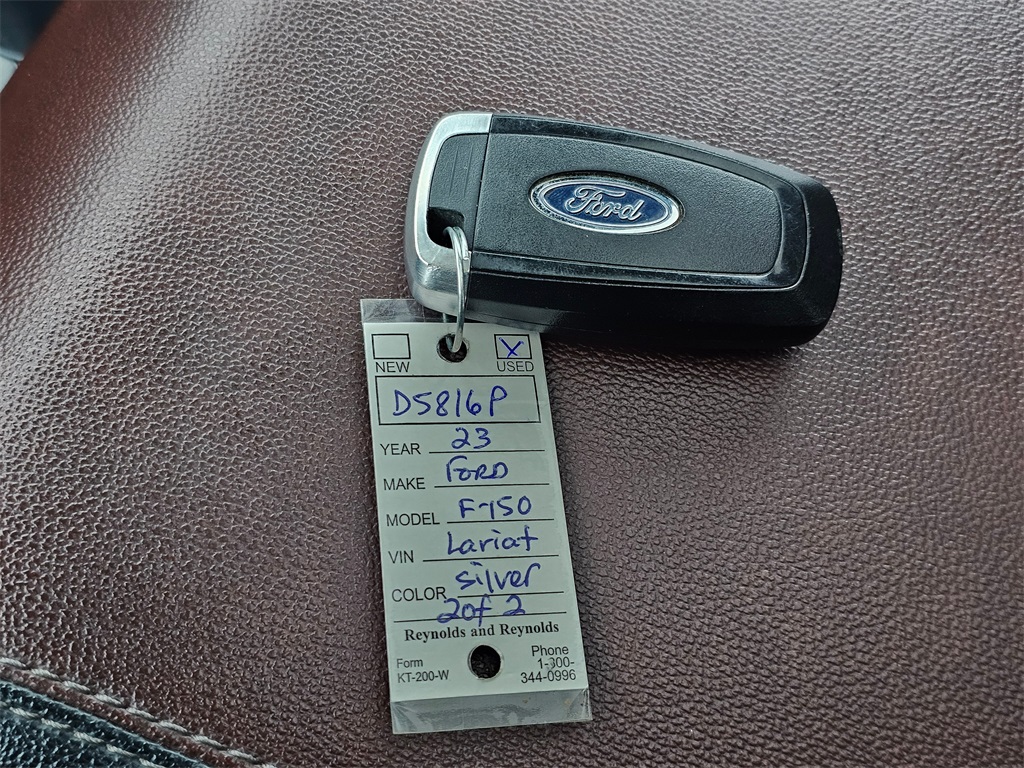 Ford
NEW USED
D5816P
YEAR 23
MAKE FORD
MODEL F-150
VIN Lariat
COLOR silver
2 of 2
Reynolds and Reynolds
Form
KT-200-W
Phone
1-800-
344-0996